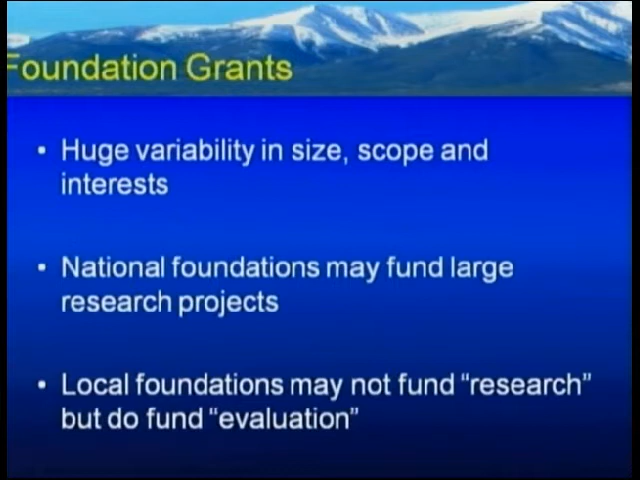 Foundation Grants
• Huge variability in size, scope and
interests
• National foundations may fund large
research projects
• Local foundations may not fund “research”
but do fund “evaluation”